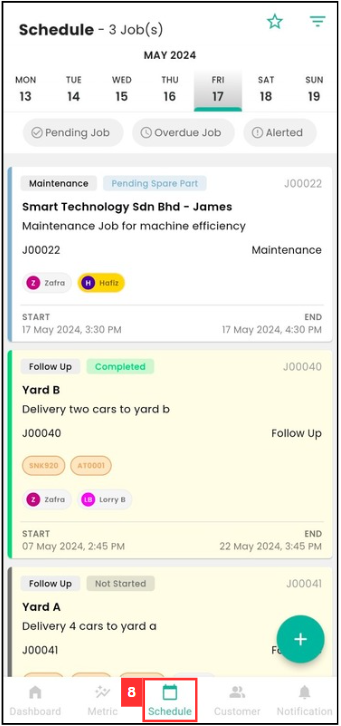 Schedule - 3 Job(s)
MAY 2024
MON TUE WED THU FRI SAT SUN
13 14 15 16 17 18 19
Pending Job Overdue Job Alerted
Maintenance Pending Spare Part J00022
Smart Technology Sdn Bhd - James
Maintenance Job for machine efficiency
J00022 Maintenance
Z Zafra H Hafiz
START END
17 May 2024, 3:30 PM 17 May 2024, 4:30 PM
Follow Up Completed J00040
Yard B
Delivery two cars to yard b
J00040 Follow Up
SNK920 AT0001
Z Zafra LB Lorry B
START END
07 May 2024, 2:45 PM 22 May 2024, 3:45 PM
Follow Up Not Started J00041
Yard A
Delivery 4 cars to yard a
J00041
+
8
Dashboard Metric Schedule Customer Notification